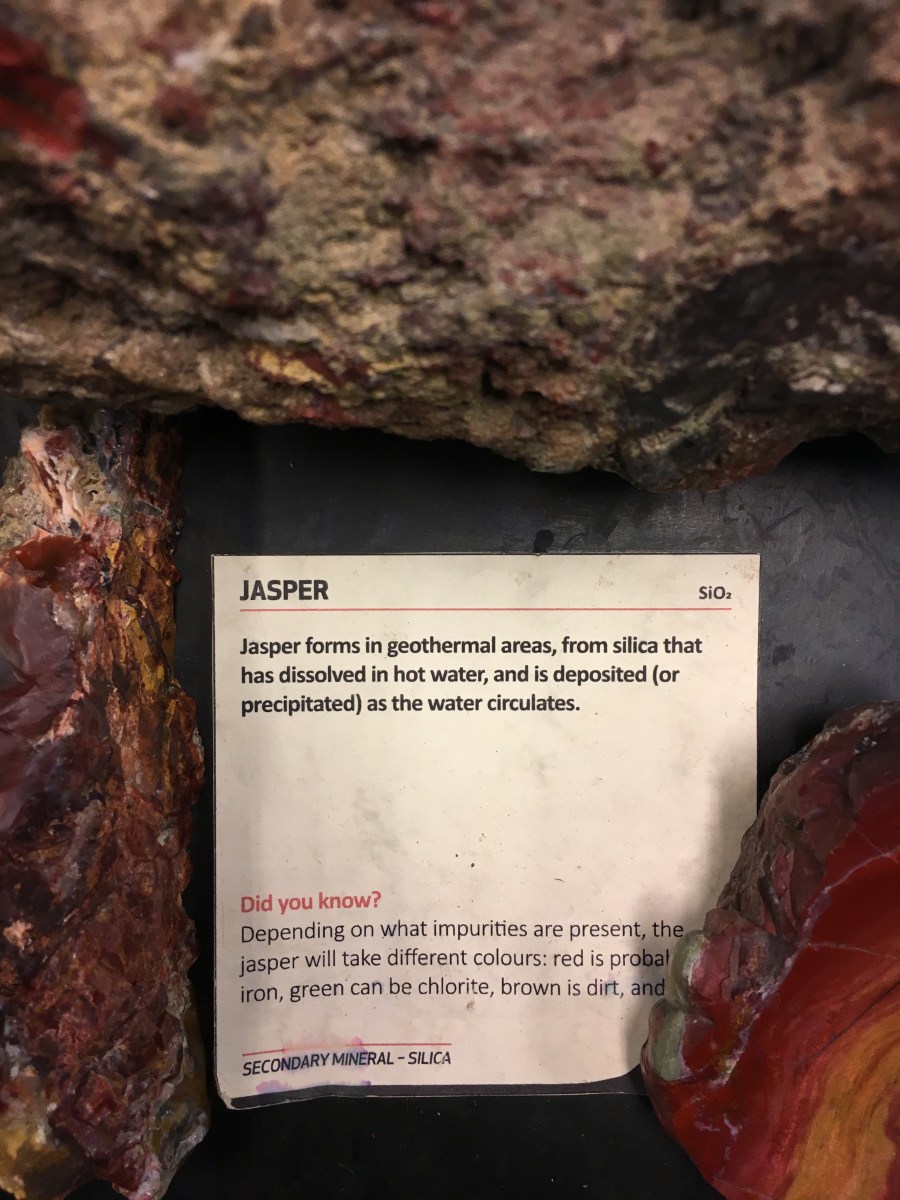 JASPER SiO₂
Jasper forms in geothermal areas, from silica that
has dissolved in hot water, and is deposited (or
precipitated) as the water circulates.
Did you know?
Depending on what impurities are present, the
jasper will take different colours: red is
iron, green can be chlorite, brown is dirt, and
SECONDARY MINERAL – SILICA